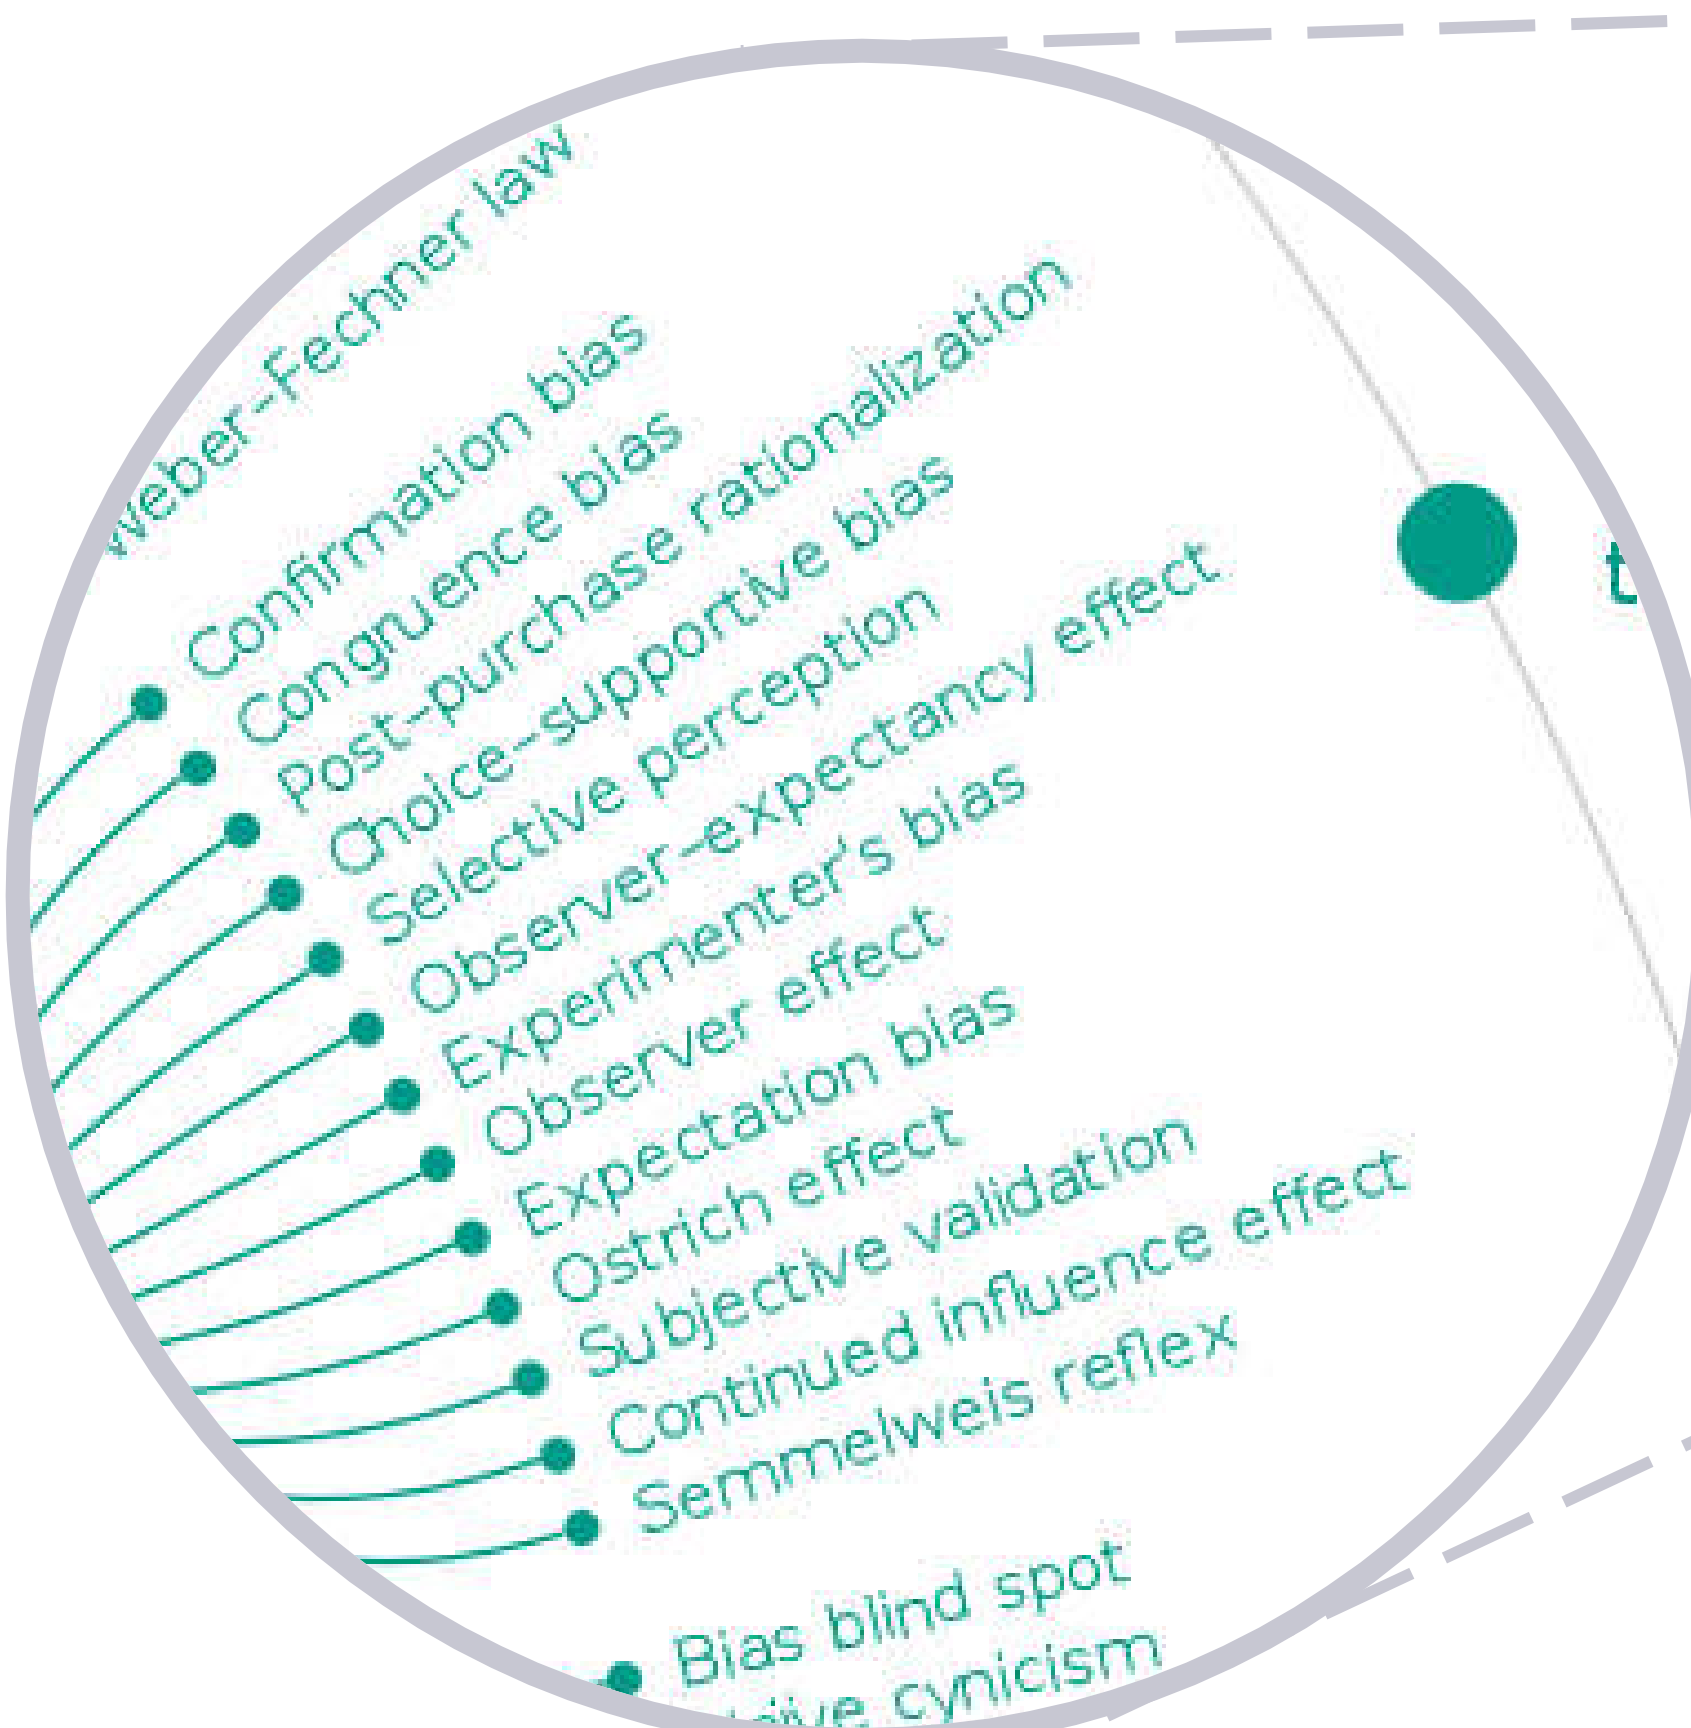 Weber-Fechner law
Confirmation bias
Congruence bias
Post-purchase rationalization
Choice-supportive bias
Selective perception
Observer-expectancy effect
Experimenter's bias
Observer effect
Expectation bias
Ostrich effect
Subjective validation
Continued influence effect
Semmelweis reflex
Bias blind spot
cynicism
t